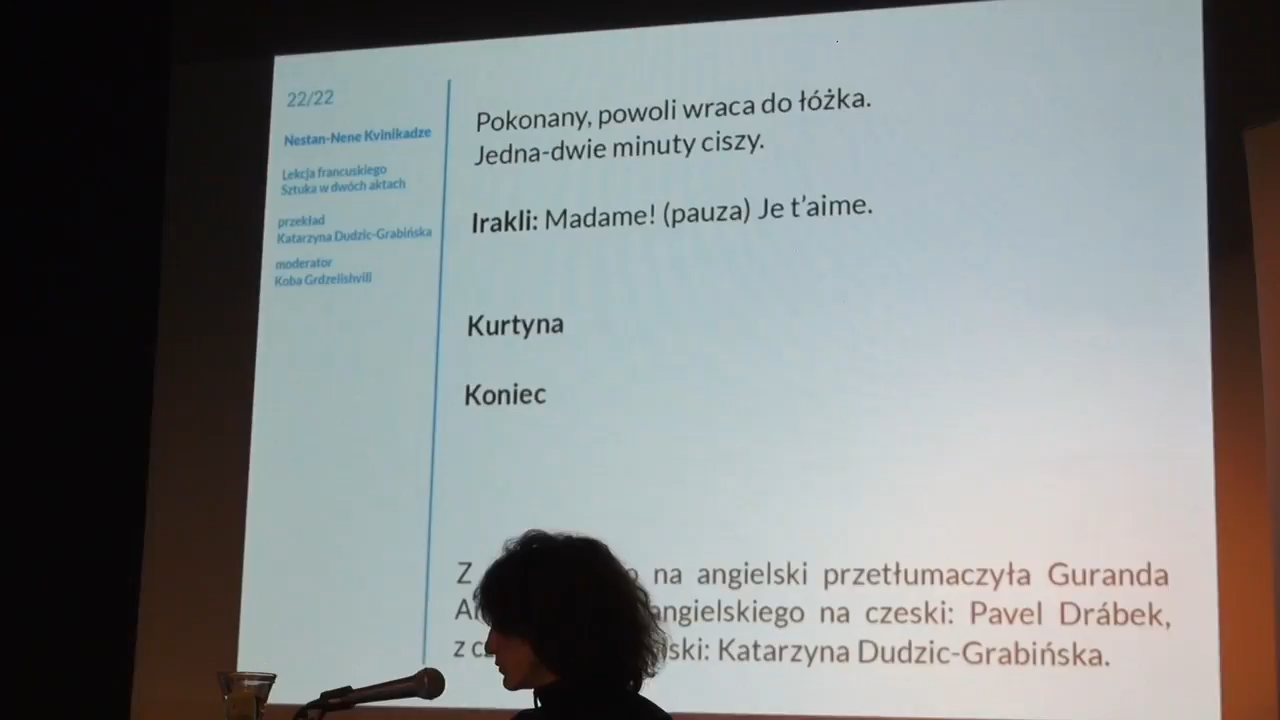 22/22
Nestan-Nene Kvinikadze
Lekcja francuskiego
Sztuka w dwóch aktach
przekład
Katarzyna Dudzic-Grabińska
moderator
Koba Grdzelishvili
Pokonany, powoli wraca do łóżka.
Jedna-dwie minuty ciszy.
Irakli: Madame! (pauza) Je t'aime.
Kurtyna
Koniec
Z na angielski przetłumaczyła Guranda
angielskiego na czeski: Pavel Drábek,
z Katarzyna Dudzic-Grabińska.